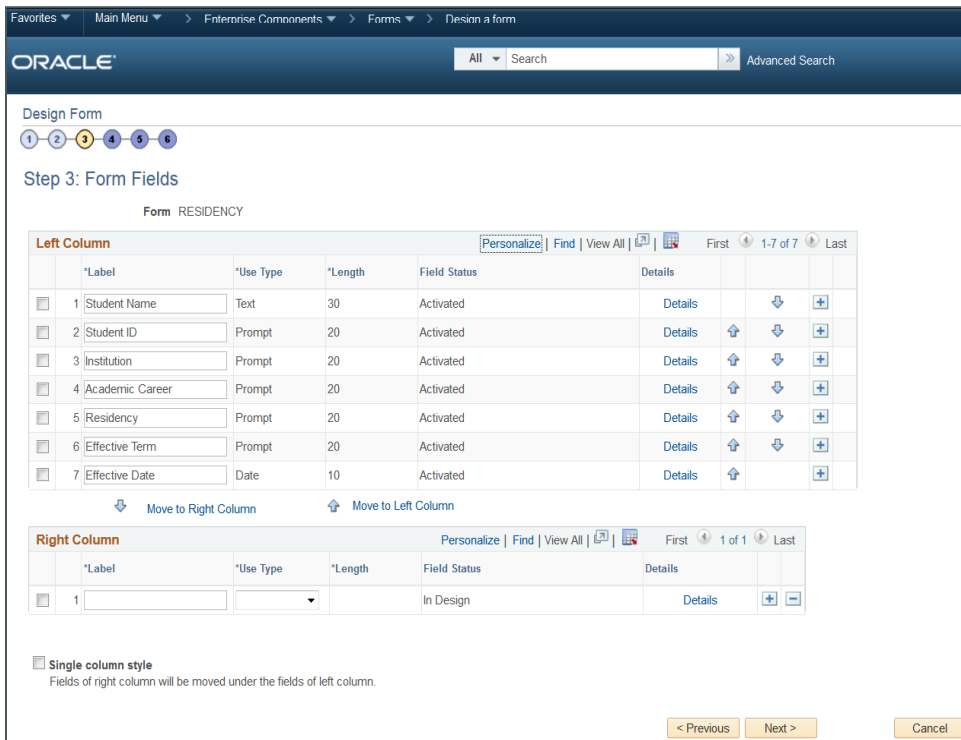 Favorites Main Menu > Enterprise Components > Forms > Design a form
ORACLE All Search » Advanced Search
Design Form
1 2 3 4 5 6
Step 3: Form Fields
Form RESIDENCY
Left Column Personalize | Find | View All | | First 1-7 of 7 Last
*Label *Use Type *Length Field Status Details
1 Student Name Text 30 Activated Details +
2 Student ID Prompt 20 Activated Details +
3 Institution Prompt 20 Activated Details +
4 Academic Career Prompt 20 Activated Details +
5 Residency Prompt 20 Activated Details +
6 Effective Term Prompt 20 Activated Details +
7 Effective Date Date 10 Activated Details +
Move to Right Column Move to Left Column
Right Column Personalize | Find | View All | | First 1 of 1 Last
*Label *Use Type *Length Field Status Details
1 In Design Details + −
Single column style
Fields of right column will be moved under the fields of left column.
< Previous Next > Cancel